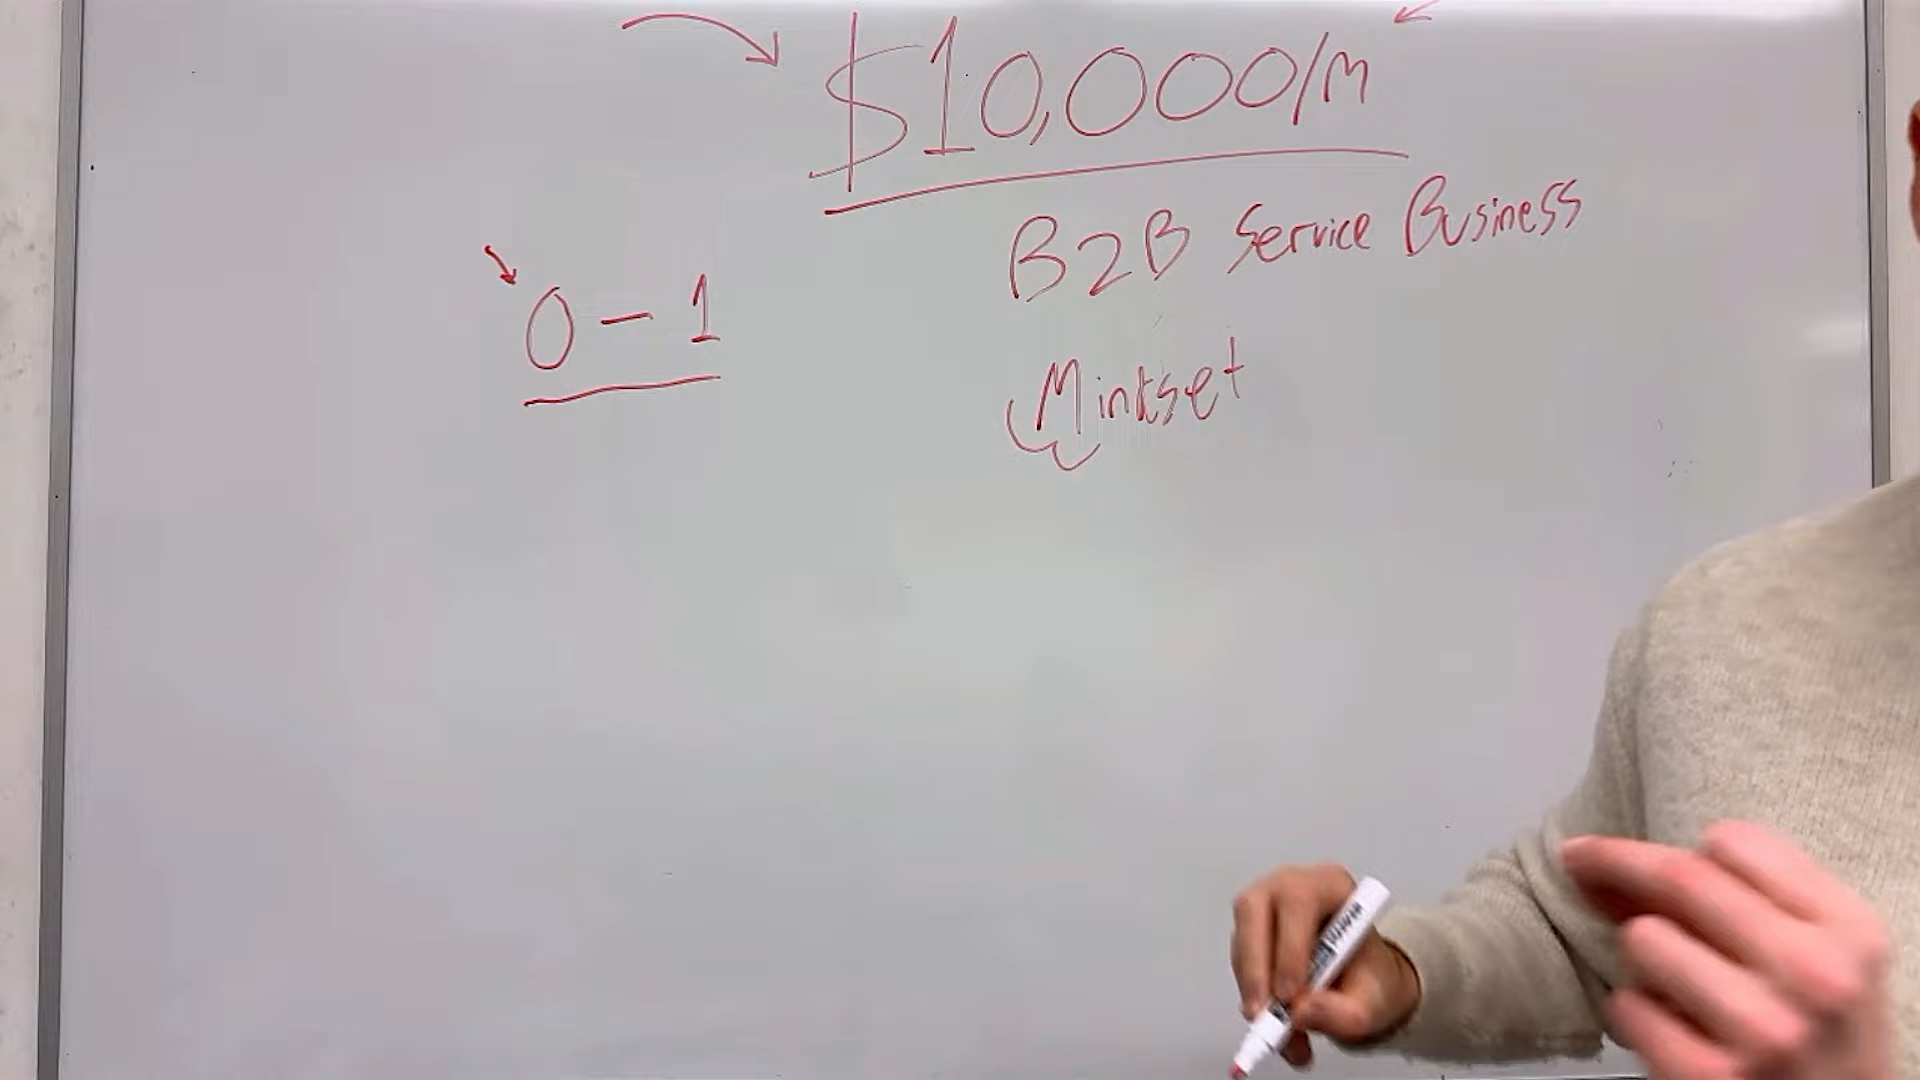 $10,000/m
B2B Service Business
0 - 1
Mindset